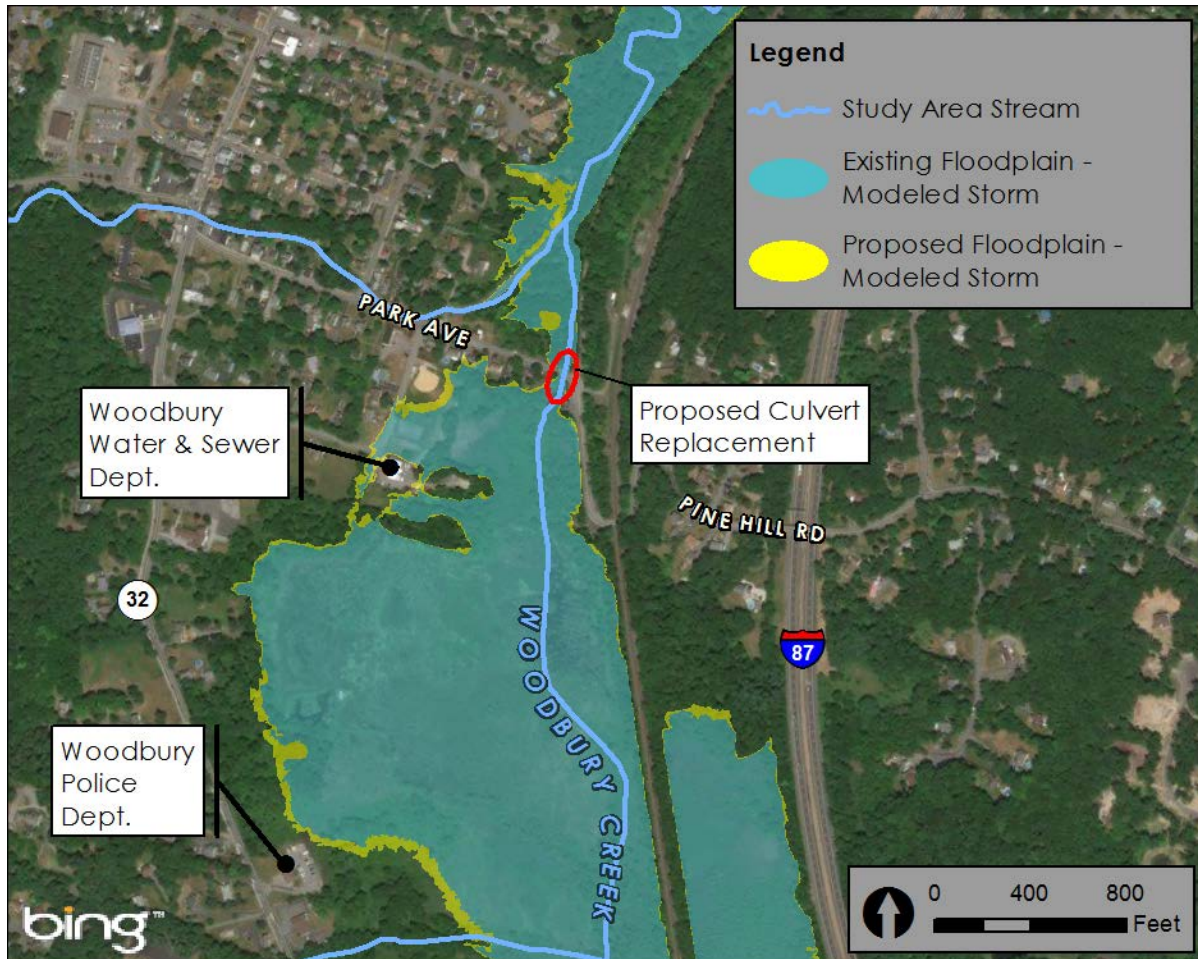 Legend
Study Area Stream
Existing Floodplain -
Modeled Storm
Proposed Floodplain -
Modeled Storm
PARK AVE
Woodbury
Water & Sewer
Dept.
Proposed Culvert
Replacement
PINE HILL RD
32
87
WOODBURY CREEK
Woodbury
Police
Dept.
0 400 800
Feet
bing™